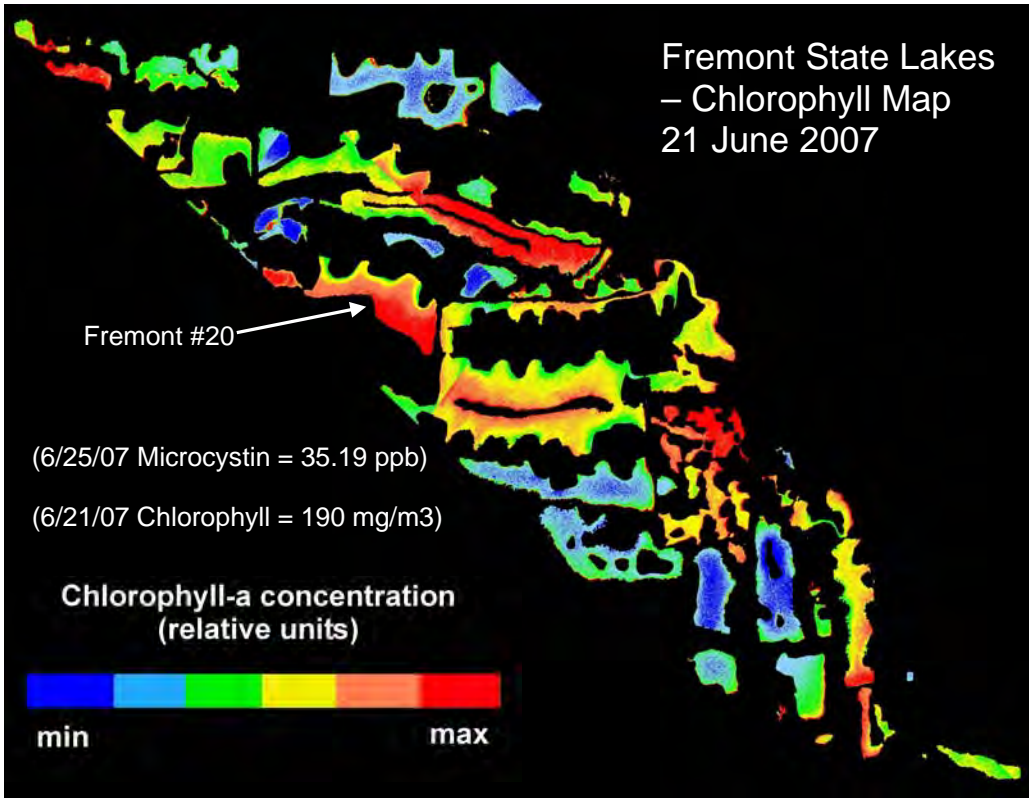 Fremont State Lakes
– Chlorophyll Map
21 June 2007
Fremont #20
(6/25/07 Microcystin = 35.19 ppb)
(6/21/07 Chlorophyll = 190 mg/m3)
Chlorophyll-a concentration
(relative units)
min max